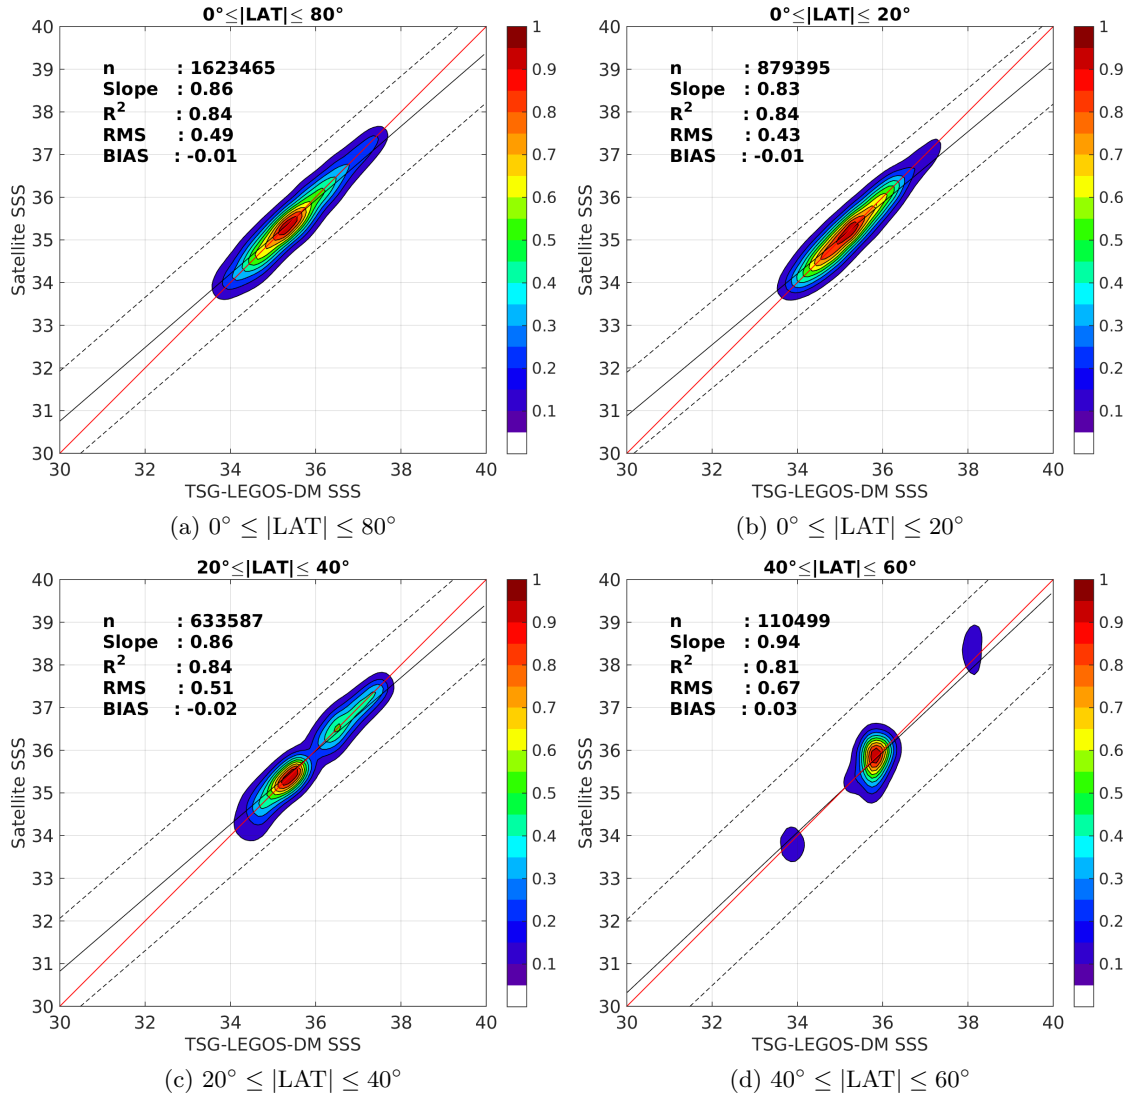 0°≤|LAT|≤ 80°
n : 1623465
Slope : 0.86
R² : 0.84
RMS : 0.49
BIAS : -0.01
Satellite SSS
40
39
38
37
36
35
34
33
32
31
30
30 32 34 36 38 40
TSG-LEGOS-DM SSS
1
0.9
0.8
0.7
0.6
0.5
0.4
0.3
0.2
0.1
(a) 0° ≤ |LAT| ≤ 80°
0°≤|LAT|≤ 20°
n : 879395
Slope : 0.83
R² : 0.84
RMS : 0.43
BIAS : -0.01
Satellite SSS
40
39
38
37
36
35
34
33
32
31
30
30 32 34 36 38 40
TSG-LEGOS-DM SSS
1
0.9
0.8
0.7
0.6
0.5
0.4
0.3
0.2
0.1
(b) 0° ≤ |LAT| ≤ 20°
20°≤|LAT|≤ 40°
n : 633587
Slope : 0.86
R² : 0.84
RMS : 0.51
BIAS : -0.02
Satellite SSS
40
39
38
37
36
35
34
33
32
31
30
30 32 34 36 38 40
TSG-LEGOS-DM SSS
1
0.9
0.8
0.7
0.6
0.5
0.4
0.3
0.2
0.1
(c) 20° ≤ |LAT| ≤ 40°
40°≤|LAT|≤ 60°
n : 110499
Slope : 0.94
R² : 0.81
RMS : 0.67
BIAS : 0.03
Satellite SSS
40
39
38
37
36
35
34
33
32
31
30
30 32 34 36 38 40
TSG-LEGOS-DM SSS
1
0.9
0.8
0.7
0.6
0.5
0.4
0.3
0.2
0.1
(d) 40° ≤ |LAT| ≤ 60°